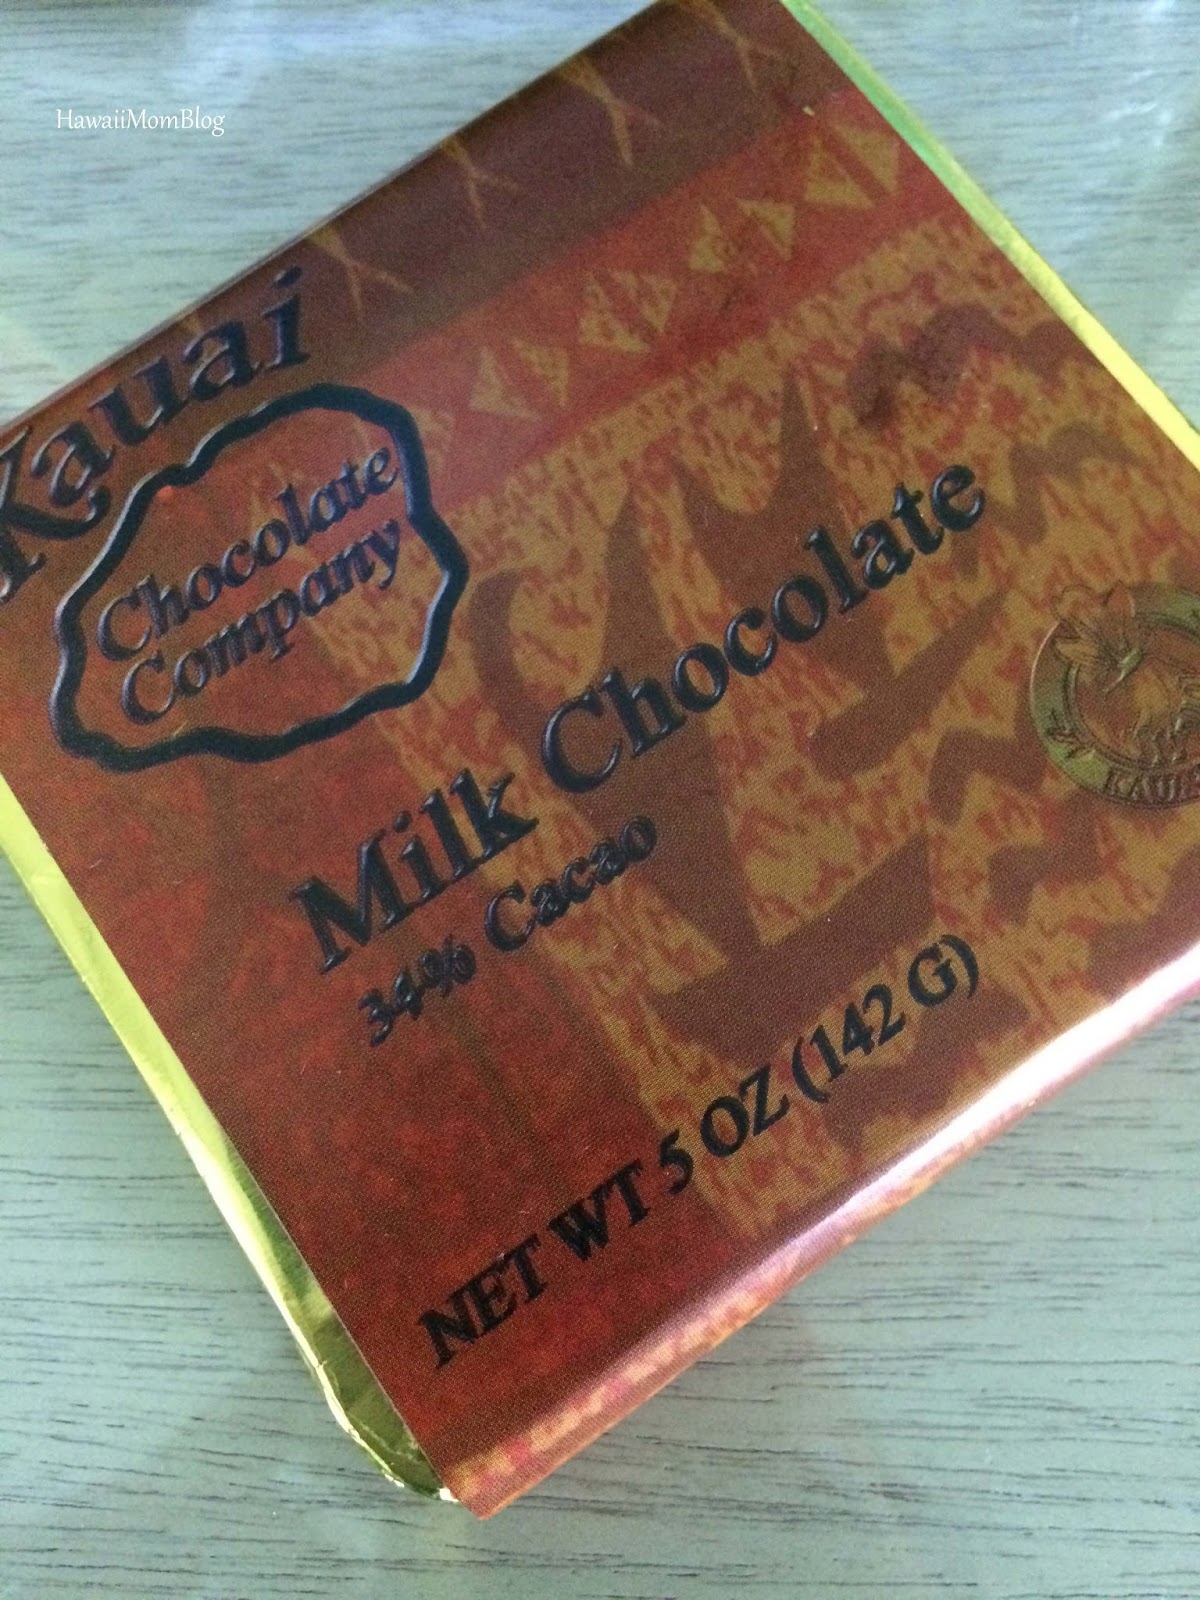 HawaiiMomBlog
Kauai
Chocolate
Company
Milk Chocolate
34% Cacao
NET WT 5 OZ (142 G)